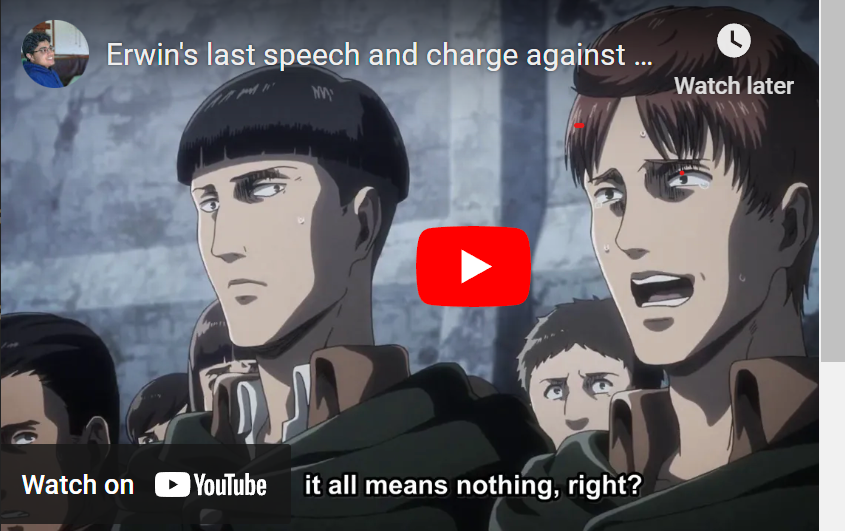 Erwin's last speech and charge against ...
Watch later
Watch on YouTube
it all means nothing, right?